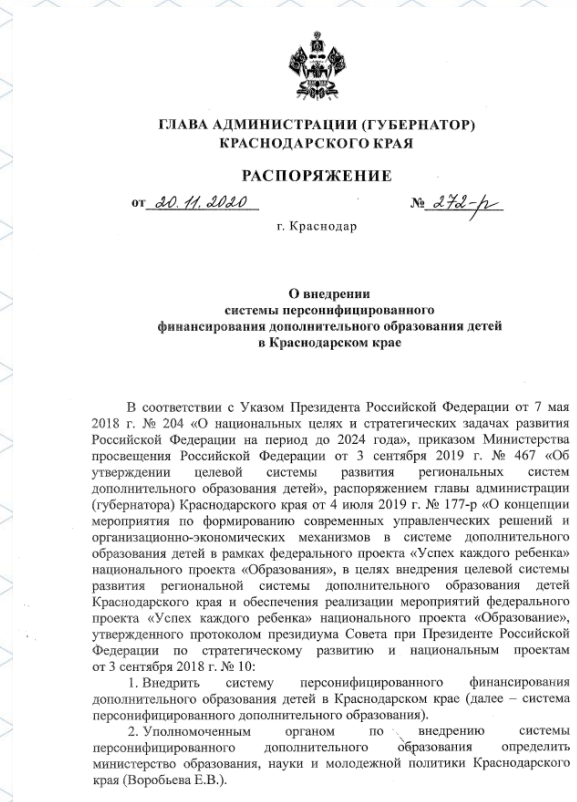 ГЛАВА АДМИНИСТРАЦИИ (ГУБЕРНАТОР)
КРАСНОДАРСКОГО КРАЯ
РАСПОРЯЖЕНИЕ
от 20.11.2020 № 272-р
г. Краснодар
О внедрении
системы персонифицированного
финансирования дополнительного образования детей
в Краснодарском крае
В соответствии с Указом Президента Российской Федерации от 7 мая
2018 г. № 204 «О национальных целях и стратегических задачах развития
Российской Федерации на период до 2024 года», приказом Министерства
просвещения Российской Федерации от 3 сентября 2019 г. № 467 «Об
утверждении целевой системы развития региональных систем
дополнительного образования детей», распоряжением главы администрации
(губернатора) Краснодарского края от 4 июля 2019 г. № 177-р «О концепции
мероприятия по формированию современных управленческих решений и
организационно-экономических механизмов в системе дополнительного
образования детей в рамках федерального проекта «Успех каждого ребенка»
национального проекта «Образования», в целях внедрения целевой системы
развития региональной системы дополнительного образования детей
Краснодарского края и обеспечения реализации мероприятий федерального
проекта «Успех каждого ребенка» национального проекта «Образование»,
утвержденного протоколом президиума Совета при Президенте Российской
Федерации по стратегическому развитию и национальным проектам
от 3 сентября 2018 г. № 10:
1. Внедрить систему персонифицированного финансирования
дополнительного образования детей в Краснодарском крае (далее – система
персонифицированного дополнительного образования).
2. Уполномоченным органом по внедрению системы
персонифицированного дополнительного образования определить
министерство образования, науки и молодежной политики Краснодарского
края (Воробьева Е.В.).